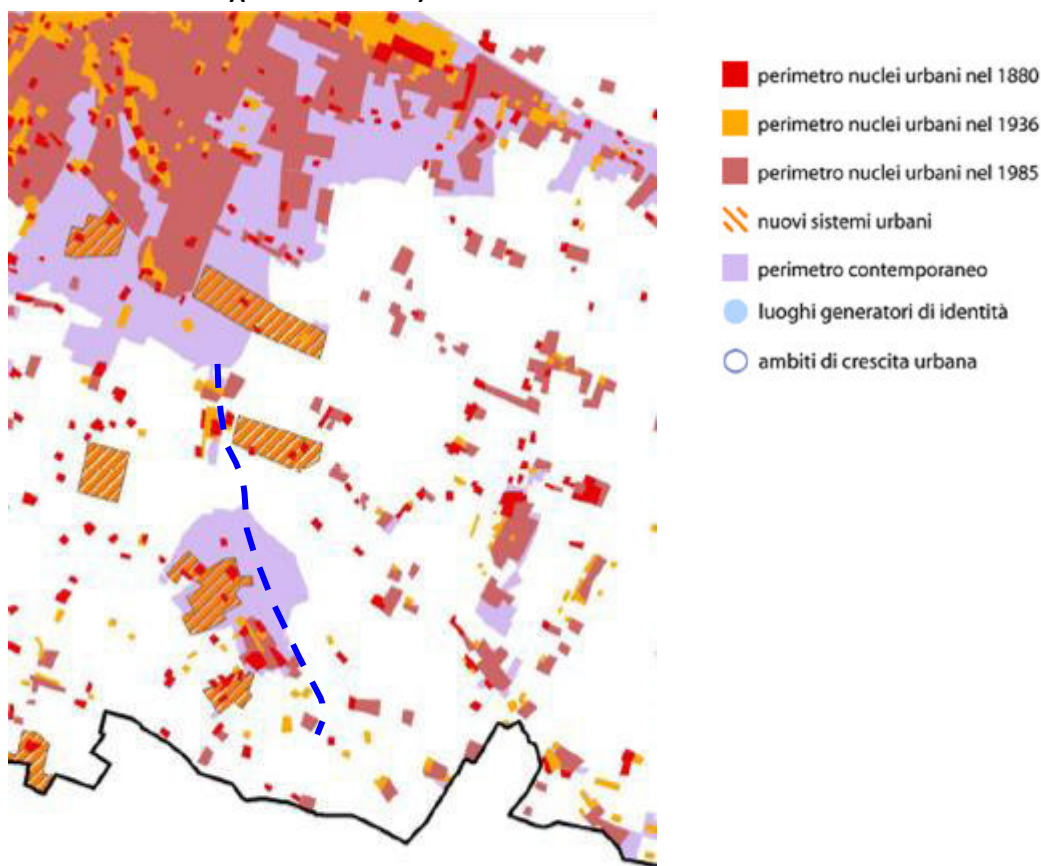 perimetro nuclei urbani nel 1880
perimetro nuclei urbani nel 1936
perimetro nuclei urbani nel 1985
nuovi sistemi urbani
perimetro contemporaneo
luoghi generatori di identità
ambiti di crescita urbana